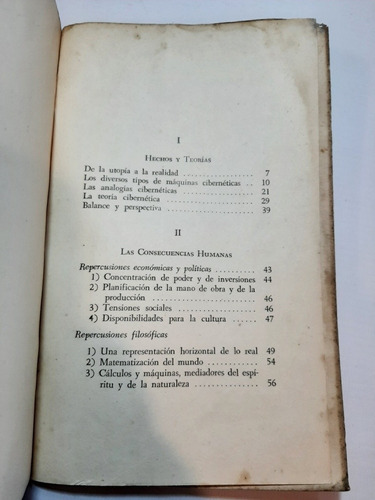 I
Hechos y Teorías
De la utopía a la realidad ................ 7
Los diversos tipos de máquinas cibernéticas .. 10
Las analogías cibernéticas ................ 21
La teoría cibernética ................ 29
Balance y perspectiva ................ 39
II
Las Consecuencias Humanas
Repercusiones económicas y políticas .......... 43
1) Concentración de poder y de inversiones 44
2) Planificación de la mano de obra y de la
producción ................ 46
3) Tensiones sociales ................ 46
4) Disponibilidades para la cultura ........ 47
Repercusiones filosóficas
1) Una representación horizontal de lo real 49
2) Matematización del mundo .......... 54
3) Cálculos y máquinas, mediadores del espí-
ritu y de la naturaleza ............ 56